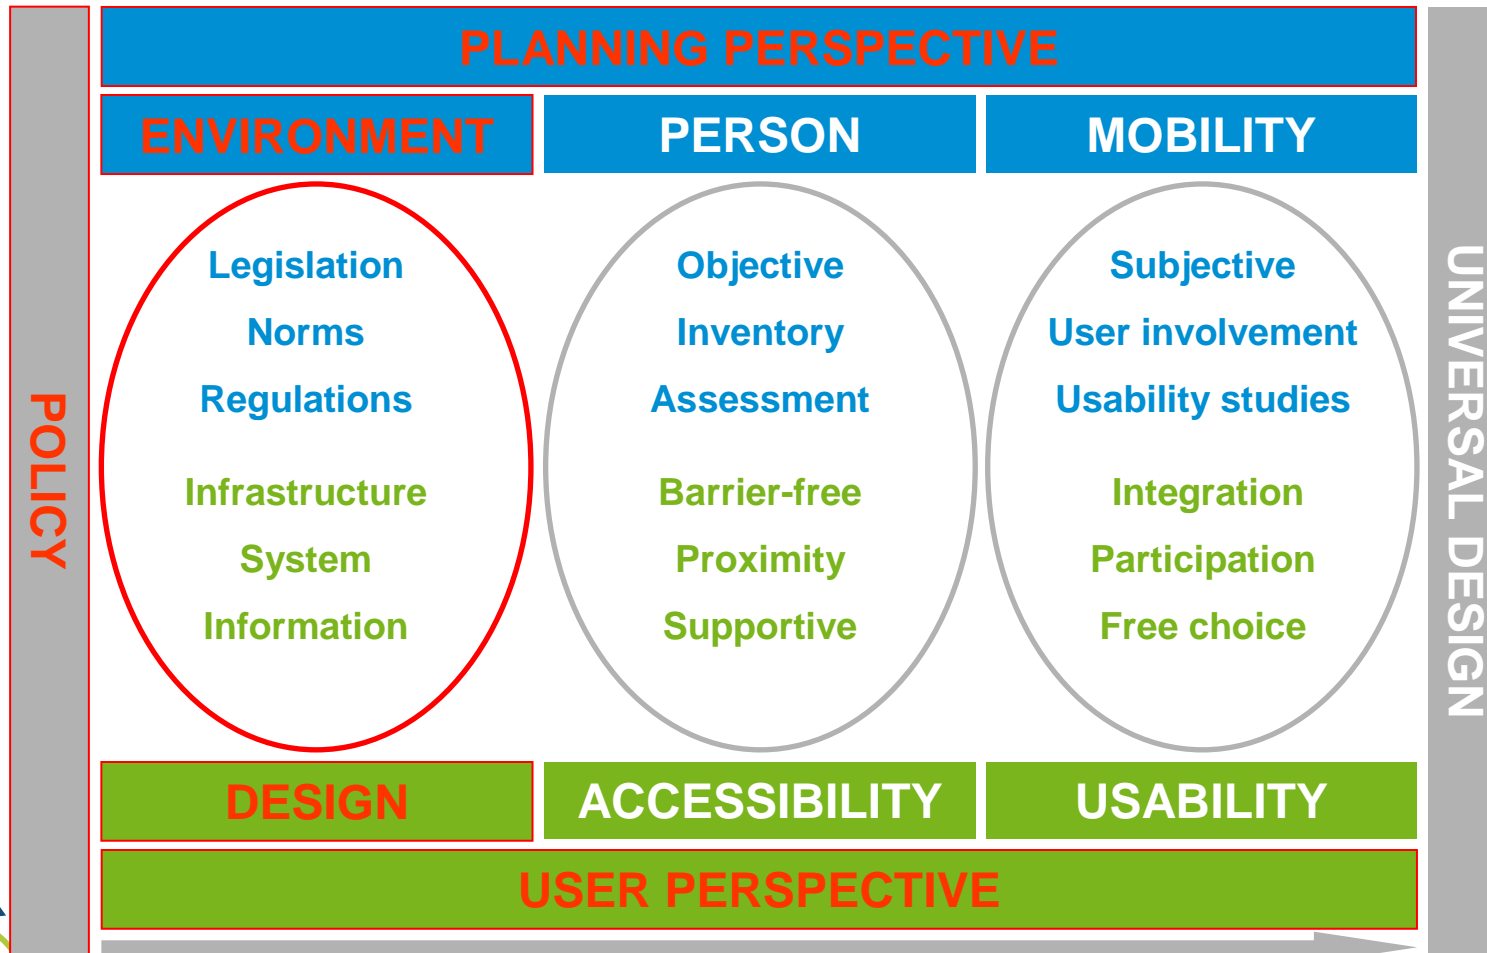 PLANNING PERSPECTIVE
ENVIRONMENT
PERSON
MOBILITY
POLICY
Legislation
Norms
Regulations
Infrastructure
System
Information
Objective
Inventory
Assessment
Barrier-free
Proximity
Supportive
Subjective
User involvement
Usability studies
Integration
Participation
Free choice
UNIVERSAL DESIGN
DESIGN
ACCESSIBILITY
USABILITY
USER PERSPECTIVE